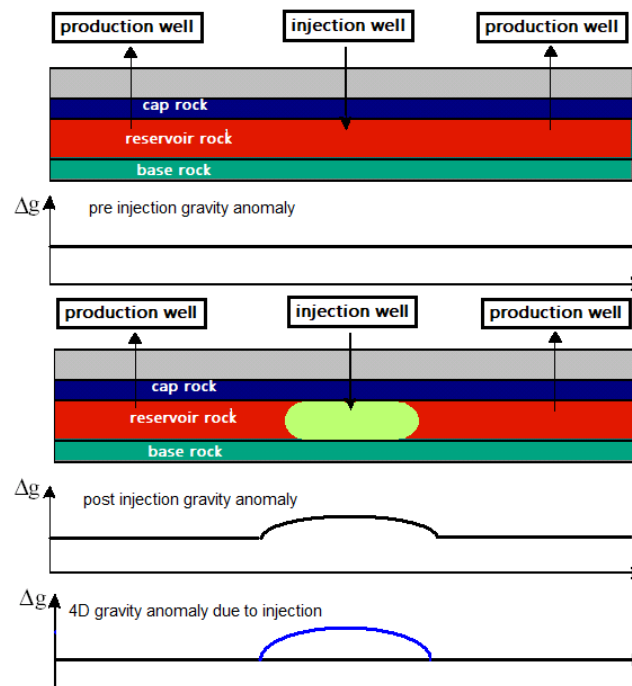 production well
injection well
production well
cap rock
reservoir rock
base rock
Δg
pre injection gravity anomaly
production well
injection well
production well
cap rock
reservoir rock
base rock
Δg
post injection gravity anomaly
Δg
4D gravity anomaly due to injection